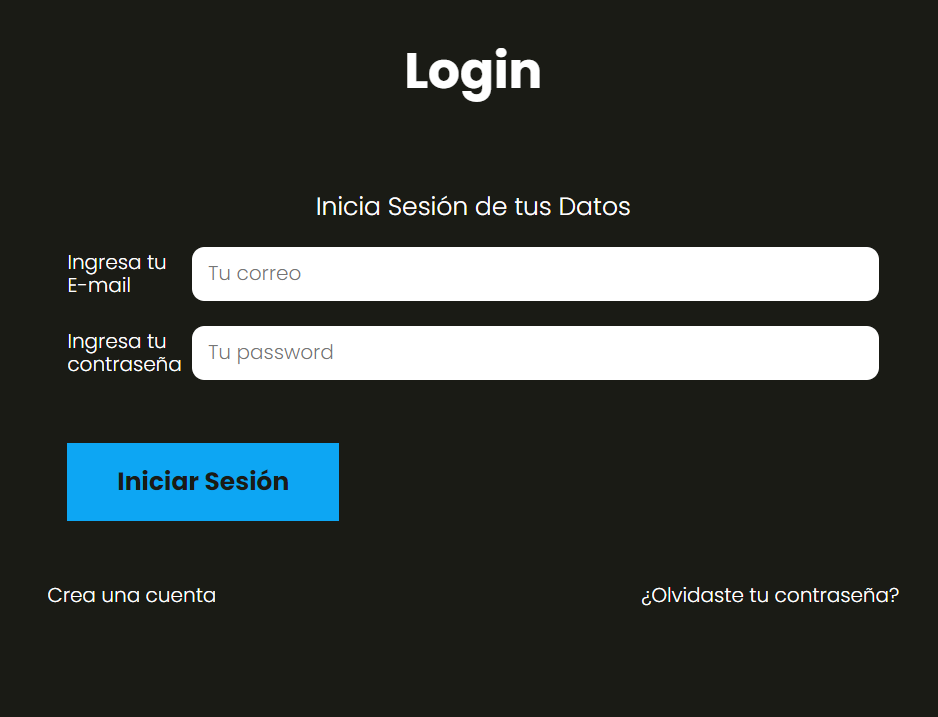 Login
Inicia Sesión de tus Datos
Ingresa tu
E-mail
Tu correo
Ingresa tu
contraseña
Tu password
Iniciar Sesión
Crea una cuenta
¿Olvidaste tu contraseña?